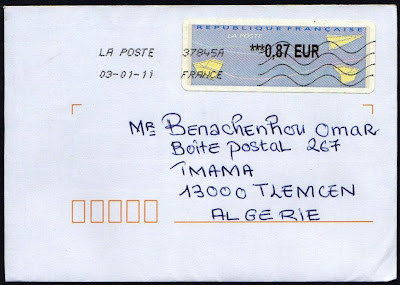 REPUBLIQUE FRANÇAISE
LA POSTE
***0,87 EUR
LA POSTE 37845A
03-01-11 FRANCE
Mr Benachenhou Omar
Boite Postal 267
IMAMA
13000 TLEMCEN
ALGERIE